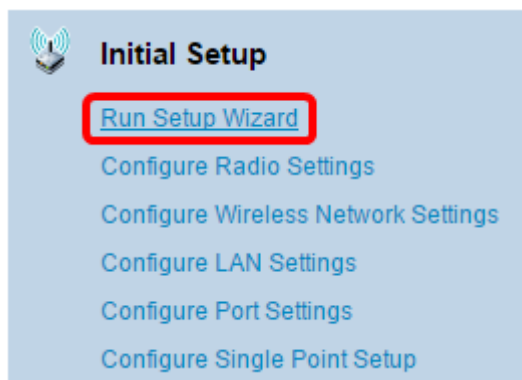 Initial Setup
Run Setup Wizard
Configure Radio Settings
Configure Wireless Network Settings
Configure LAN Settings
Configure Port Settings
Configure Single Point Setup